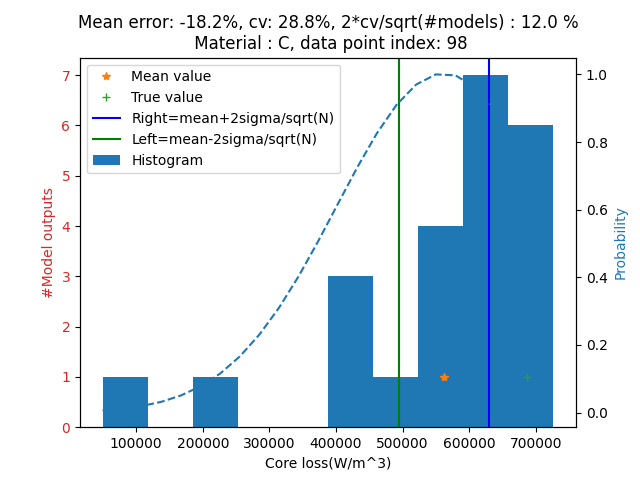 Mean error: -18.2%, cv: 28.8%, 2*cv/sqrt(#models) : 12.0 %
Material : C, data point index: 98
Mean value
True value
Right=mean+2sigma/sqrt(N)
Left=mean-2sigma/sqrt(N)
Histogram
#Model outputs
7
6
5
4
3
2
1
0
Probability
1.0
0.8
0.6
0.4
0.2
0.0
100000 200000 300000 400000 500000 600000 700000
Core loss(W/m^3)